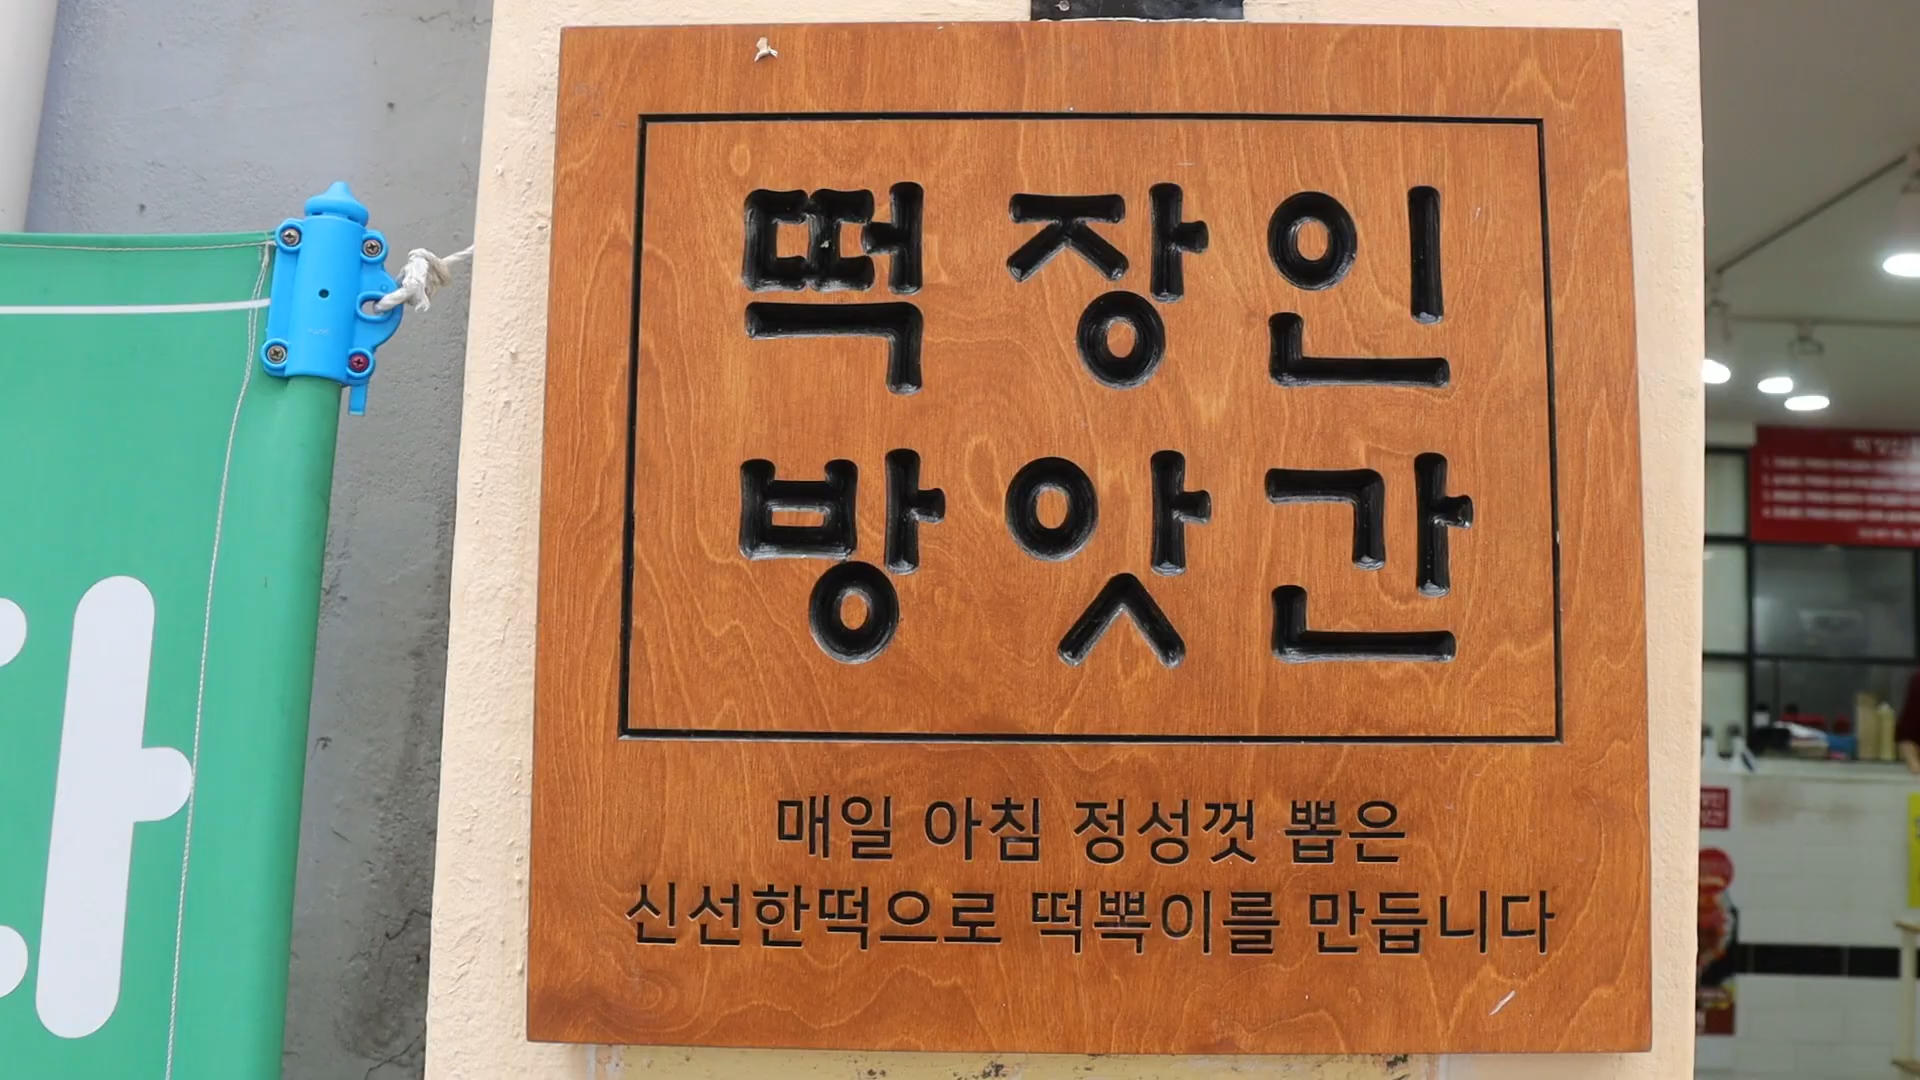 떡장인
방앗간
매일 아침 정성껏 뽑은
신선한떡으로 떡뽁이를 만듭니다